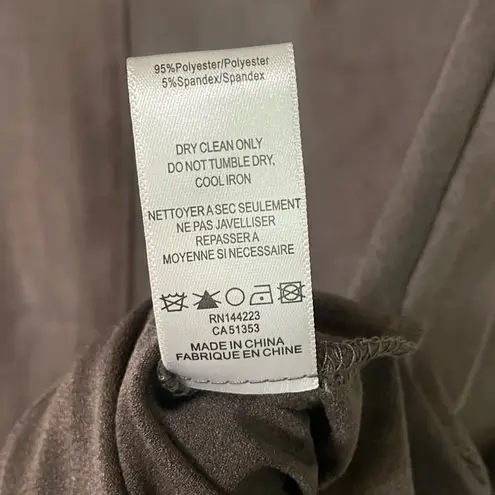 95%Polyester/Polyester
5%Spandex/Spandex
DRY CLEAN ONLY
DO NOT TUMBLE DRY,
COOL IRON
NETTOYER A SEC SEULEMENT
NE PAS JAVELLISER
REPASSER A
MOYENNE SI NECESSAIRE
RN144223
CA51353
MADE IN CHINA
FABRIQUE EN CHINE